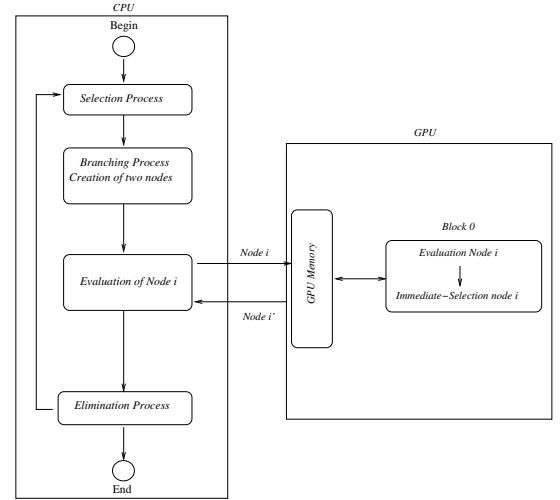 CPU
Begin
Selection Process
Branching Process
Creation of two nodes
Evaluation of Node i
Elimination Process
End
Node i
Node i'
GPU
GPU Memory
Block 0
Evaluation Node i
Immediate−Selection node i